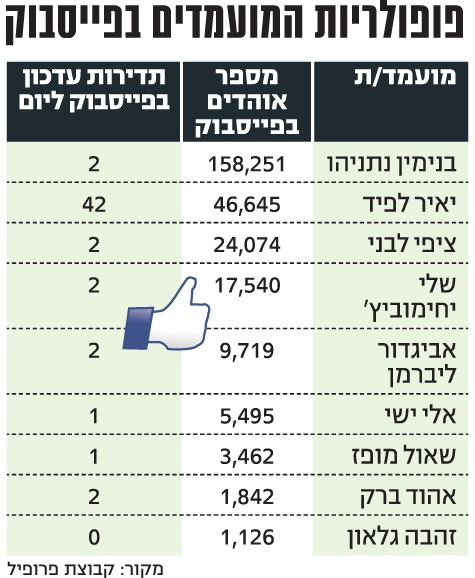 פופולריות המועמדים בפייסבוק
מועמד/ת מספר אוהדים בפייסבוק תדירות עדכון בפייסבוק ליום
בנימין נתניהו 158,251 2
יאיר לפיד 46,645 42
ציפי לבני 24,074 2
שלי יחימוביץ' 17,540 2
אביגדור ליברמן 9,719 2
אלי ישי 5,495 1
שאול מופז 3,462 1
אהוד ברק 1,842 2
זהבה גלאון 1,126 0
מקור: קבוצת פרופיל